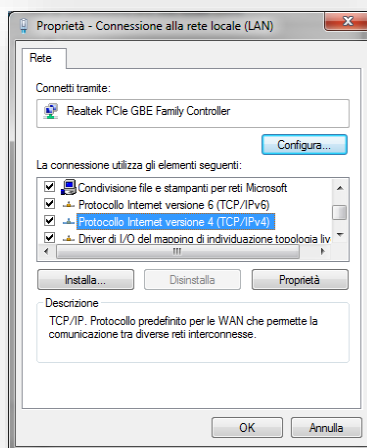 Proprietà - Connessione alla rete locale (LAN)
Rete
Connetti tramite:
Realtek PCIe GBE Family Controller
Configura...
La connessione utilizza gli elementi seguenti:
Condivisione file e stampanti per reti Microsoft
Protocollo Internet versione 6 (TCP/IPv6)
Protocollo Internet versione 4 (TCP/IPv4)
Driver di I/O del mapping di individuazione topologia liv
Installa...
Disinstalla
Proprietà
Descrizione
TCP/IP. Protocollo predefinito per le WAN che permette la
comunicazione tra diverse reti interconnesse.
OK
Annulla